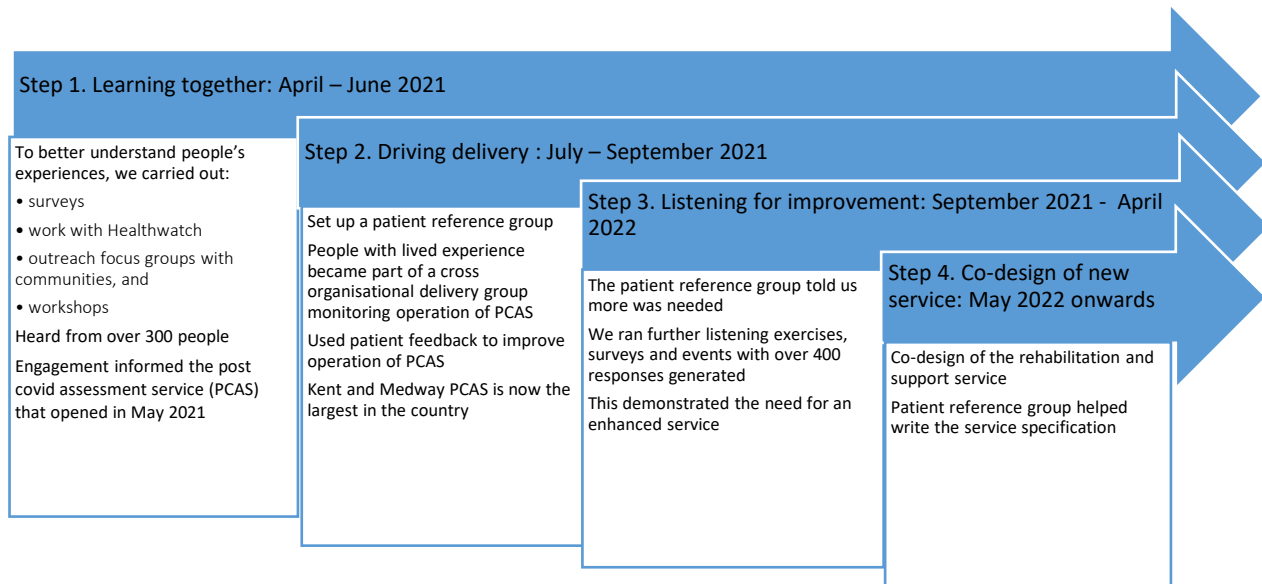 Step 1. Learning together: April – June 2021
To better understand people's
experiences, we carried out:
• surveys
• work with Healthwatch
• outreach focus groups with
communities, and
• workshops
Heard from over 300 people
Engagement informed the post
covid assessment service (PCAS)
that opened in May 2021
Step 2. Driving delivery : July – September 2021
Set up a patient reference group
People with lived experience
became part of a cross
organisational delivery group
monitoring operation of PCAS
Used patient feedback to improve
operation of PCAS
Kent and Medway PCAS is now the
largest in the country
Step 3. Listening for improvement: September 2021 - April
2022
The patient reference group told us
more was needed
We ran further listening exercises,
surveys and events with over 400
responses generated
This demonstrated the need for an
enhanced service
Step 4. Co-design of new
service: May 2022 onwards
Co-design of the rehabilitation and
support service
Patient reference group helped
write the service specification